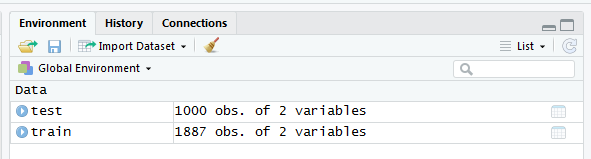 Environment History Connections
Import Dataset List
Global Environment
Data
test 1000 obs. of 2 variables
train 1887 obs. of 2 variables